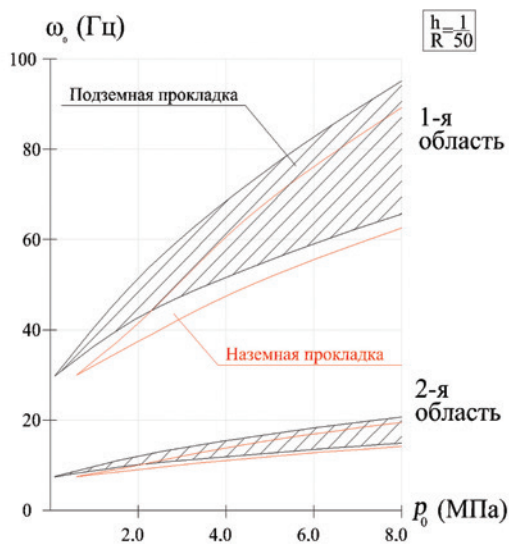 ω₀ (Гц)
h/R = 1/50
100
Подземная прокладка
1-я
область
80
60
40
Наземная прокладка
2-я
область
20
0
2.0
4.0
6.0
8.0
p₀ (МПа)